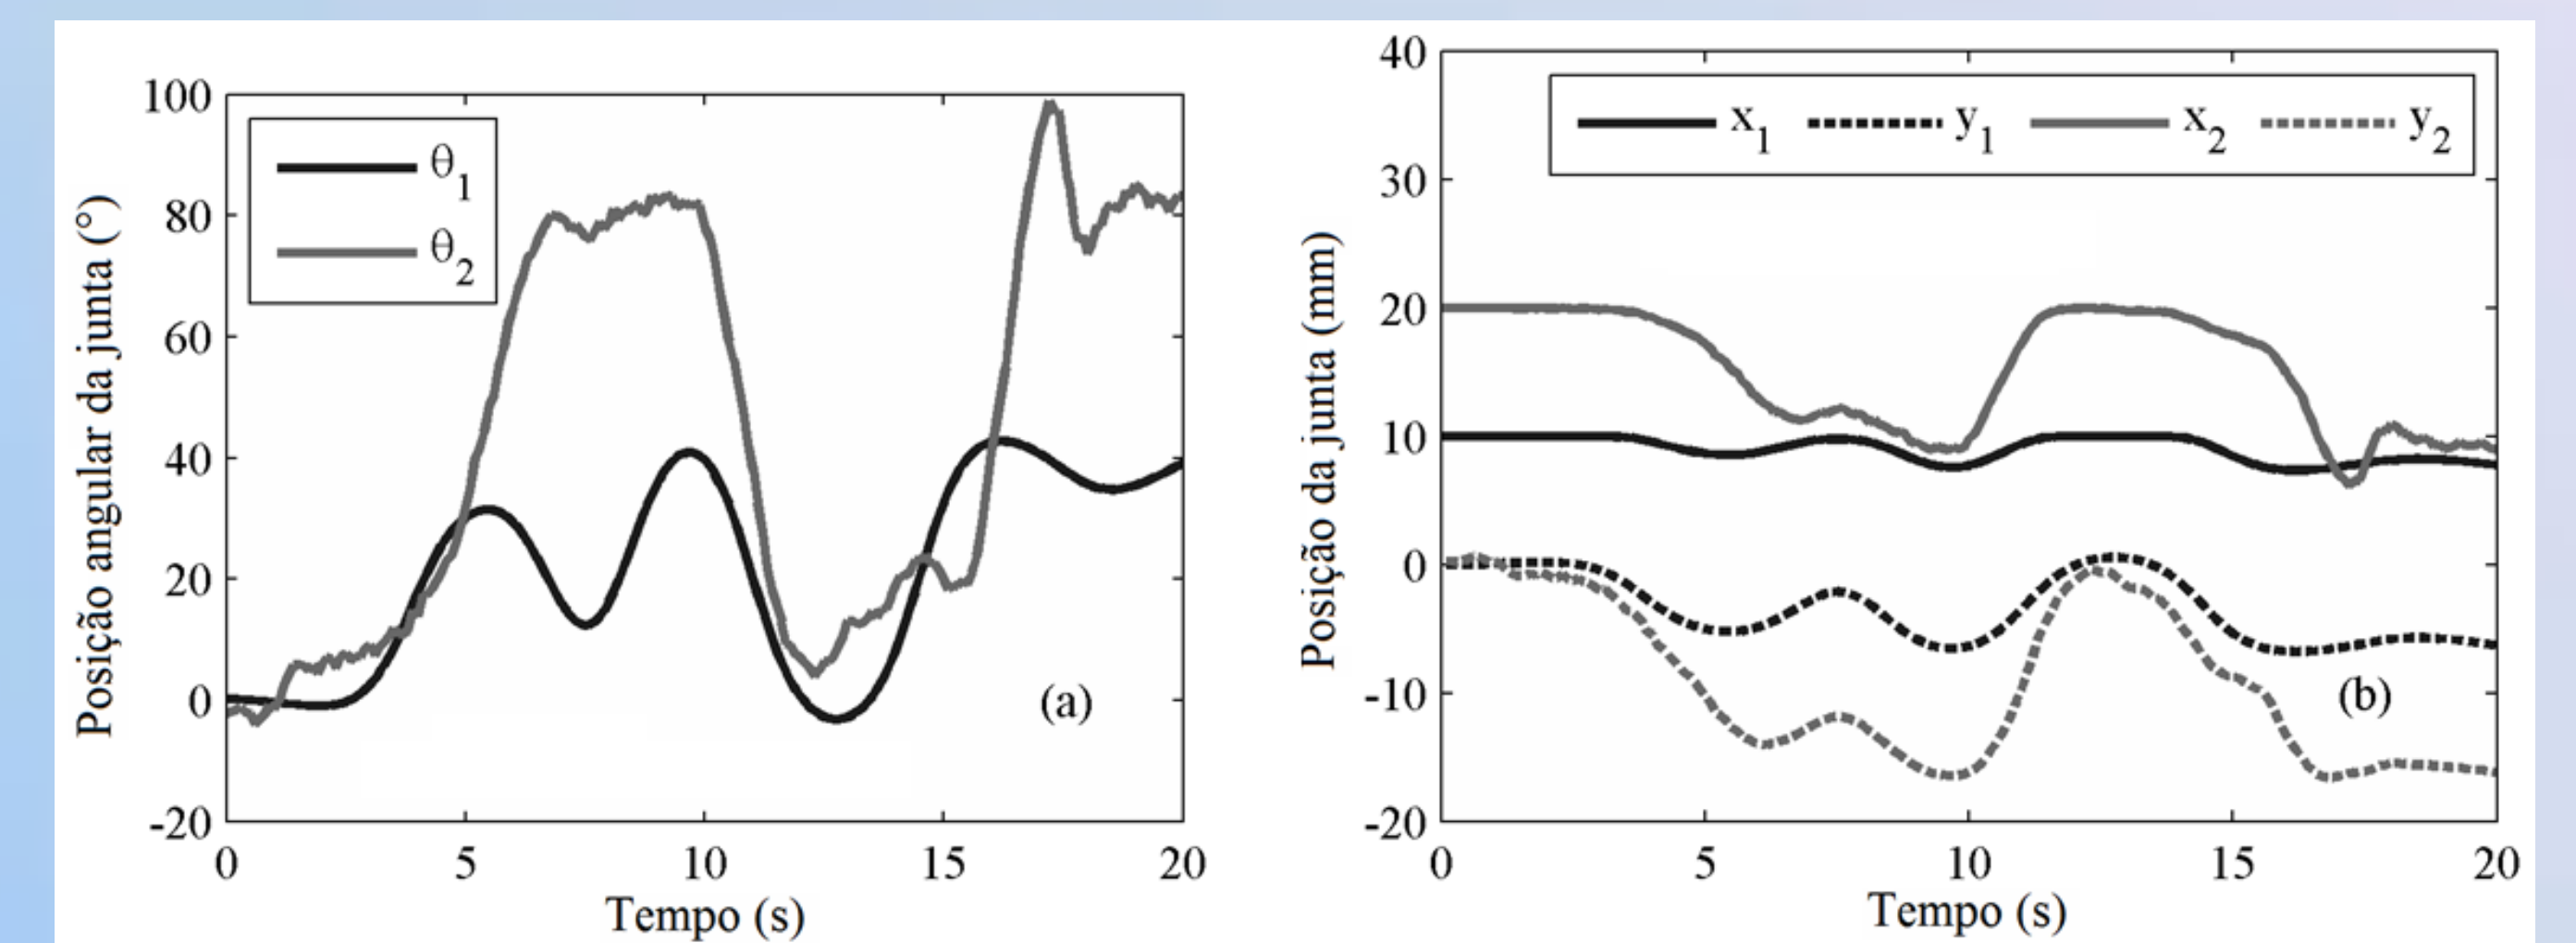 100
80
60
40
20
0
-20
0 5 10 15 20
Posição angular da junta (°)
Tempo (s)
θ1
θ2
(a)
40
30
20
10
0
-10
-20
0 5 10 15 20
Posição da junta (mm)
Tempo (s)
x1 y1 x2 y2
(b)